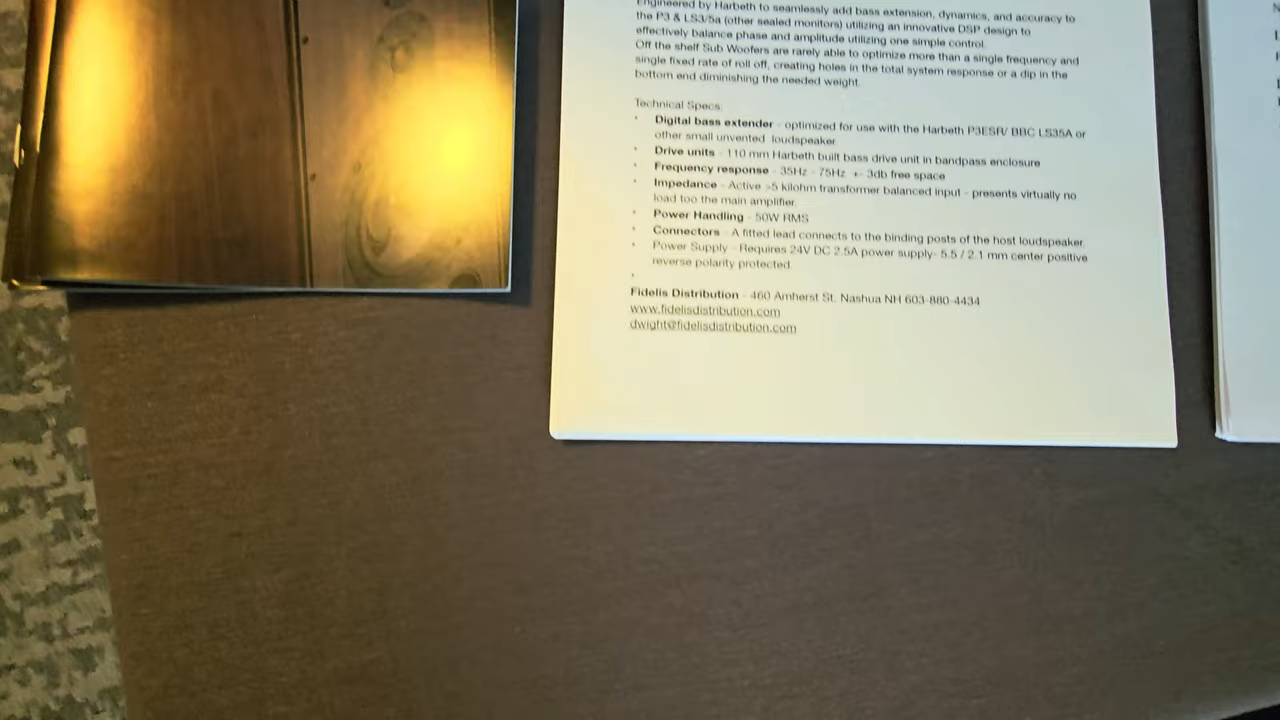 Engineered by Harbeth to seamlessly add bass extension, dynamics, and accuracy to
the P3 & LS3/5a (other sealed monitors) utilizing an innovative DSP design to
effectively balance phase and amplitude utilizing one simple control.
Off the shelf Sub Woofers are rarely able to optimize more than a single frequency and
single fixed rate of roll off, creating holes in the total system response or a dip in the
bottom end diminishing the needed weight.
Technical Specs:
• Digital bass extender - optimized for use with the Harbeth P3ESR/ BBC LS35A or
other small unvented loudspeaker.
• Drive units - 110 mm Harbeth built bass drive unit in bandpass enclosure
• Frequency response - 35Hz - 75Hz +- 3db free space
• Impedance - Active >5 kilohm transformer balanced input - presents virtually no
load too the main amplifier.
• Power Handling - 50W RMS
• Connectors - A fitted lead connects to the binding posts of the host loudspeaker.
• Power Supply - Requires 24V DC 2.5A power supply- 5.5 / 2.1 mm center positive
reverse polarity protected.
•
Fidelis Distribution - 460 Amherst St. Nashua NH 603-880-4434
www.fidelisdistribution.com
dwight@fidelisdistribution.com